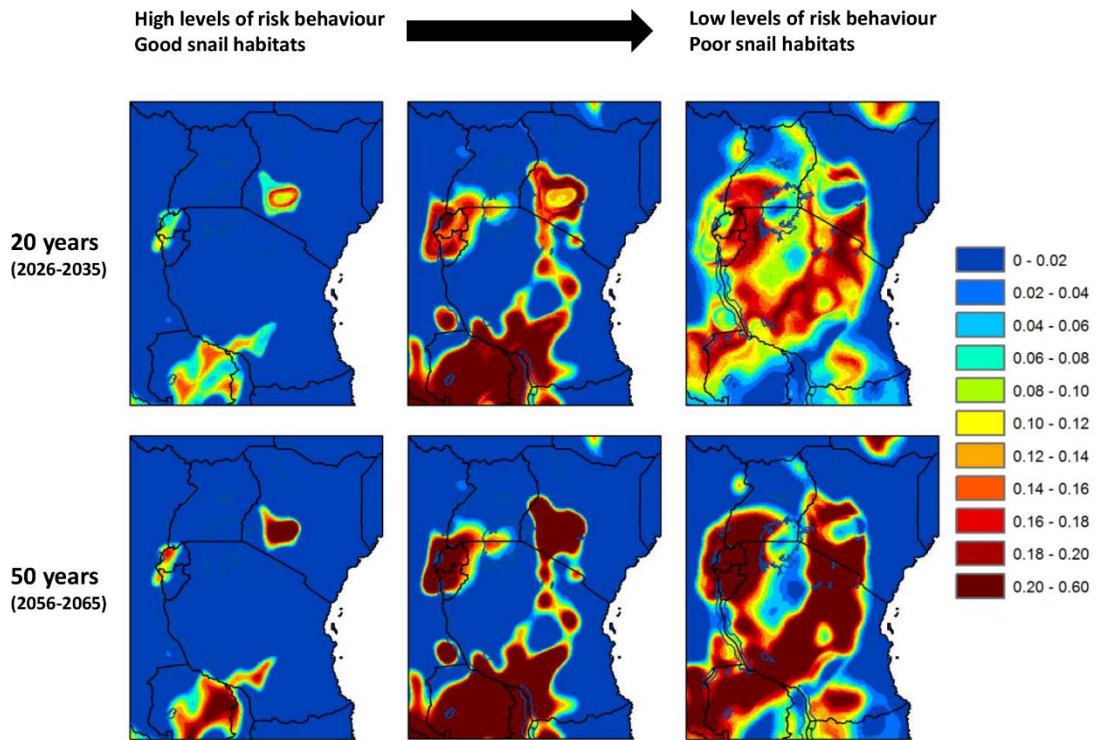 High levels of risk behaviour
Good snail habitats
Low levels of risk behaviour
Poor snail habitats
20 years
(2026-2035)
50 years
(2056-2065)
0 - 0.02
0.02 - 0.04
0.04 - 0.06
0.06 - 0.08
0.08 - 0.10
0.10 - 0.12
0.12 - 0.14
0.14 - 0.16
0.16 - 0.18
0.18 - 0.20
0.20 - 0.60